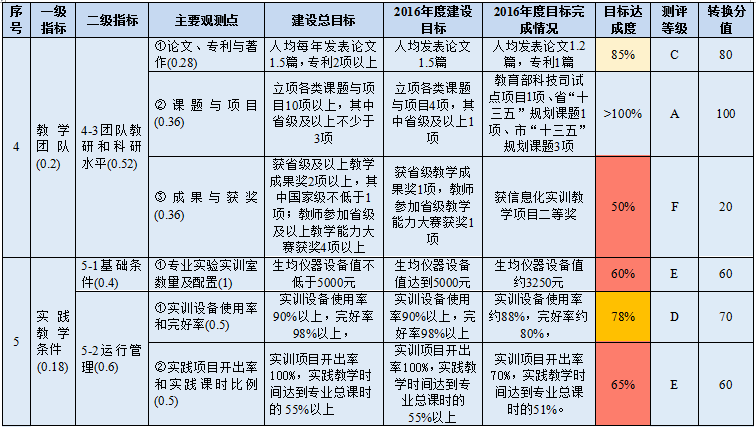 序号
一级指标
二级指标
主要观测点
建设总目标
2016年度建设目标
2016年度目标完成情况
目标达成度
测评等级
转换分值
4
教学团队(0.2)
4-3团队教研和科研水平(0.52)
①论文、专利与著作(0.28)
人均每年发表论文1.5篇，专利2项以上
人均发表论文1.5篇
人均发表论文1.2篇，专利1篇
85%
C
80
②课题与项目(0.36)
立项各类课题与项目10项以上，其中省级及以上不少于3项
立项各类课题与项目4项，其中省级及以上1项
教育部科技司试点项目1项、省“十三五”规划课题1项、市“十三五”规划课题3项
>100%
A
100
③成果与获奖(0.36)
获省级及以上教学成果奖2项以上，其中国家级不低于1项；教师参加省级及以上教学能力大赛获奖4项以上
获省级教学成果奖1项，教师参加省级教学能力大赛获奖1项
获信息化实训教学项目二等奖
50%
F
20
5
实践教学条件(0.18)
5-1基础条件(0.4)
①专业实验实训室数量及配置(1)
生均仪器设备值不低于5000元
生均仪器设备值达到5000元
生均仪器设备值约3250元
60%
E
60
5-2运行管理(0.6)
①实训设备使用率和完好率(0.5)
实训设备使用率90%以上，完好率98%以上，
实训设备使用率90%以上，完好率98%以上
实训设备使用率约88%，完好率约80%，
78%
D
70
②实践项目开出率和实践课时比例(0.5)
实训项目开出率100%，实践教学时间达到专业总课时的 55%以上
实训项目开出率100%，实践教学时间达到专业总课时的55%以上
实训项目开出率70%，实践教学时间达到专业总课时的51%。
65%
E
60